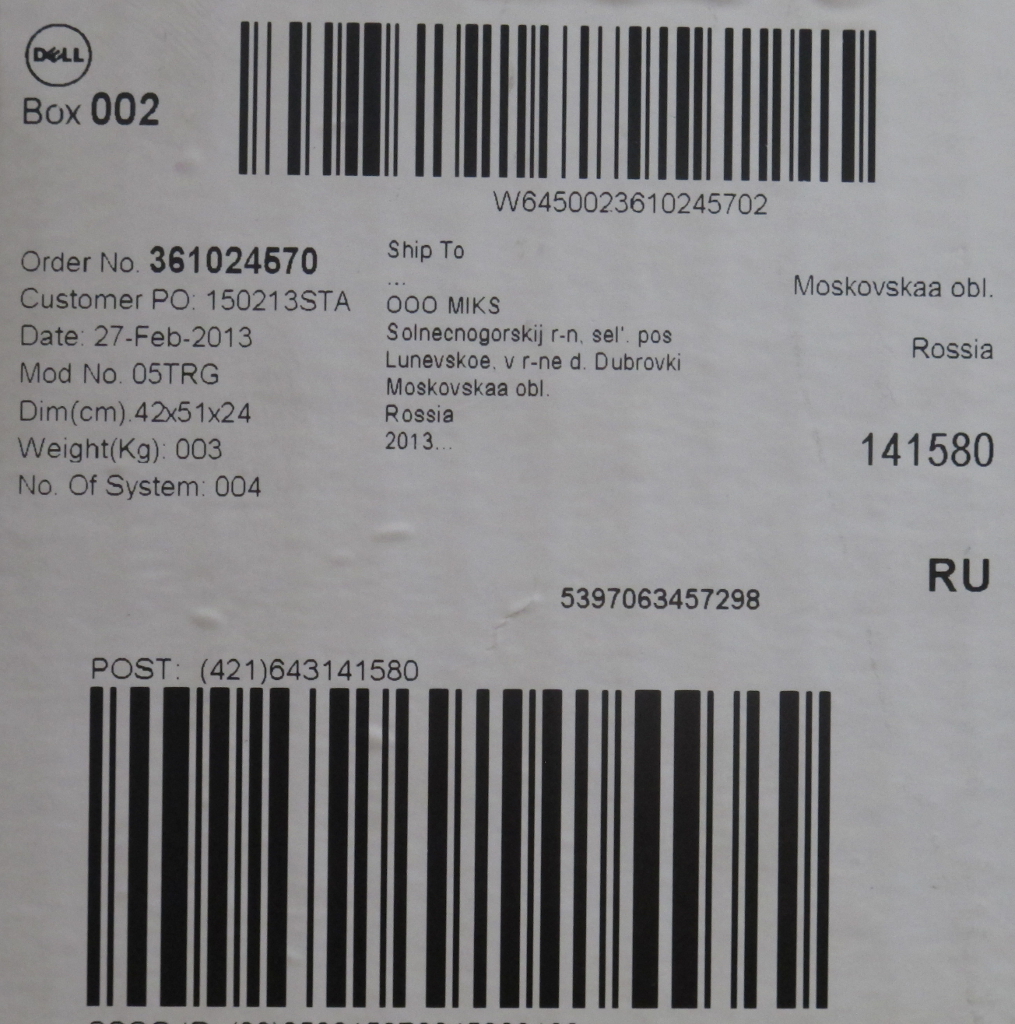 DELL
Box 002
W6450023610245702
Order No. 361024570
Customer PO: 150213STA
Date: 27-Feb-2013
Mod No. 05TRG
Dim(cm).42x51x24
Weight(Kg): 003
No. Of System: 004
Ship To
...
OOO MIKS
Solnecnogorskij r-n, sel'. pos
Lunevskoe, v r-ne d. Dubrovki
Moskovskaa obl.
Rossia
2013...
Moskovskaa obl.
Rossia
141580
RU
5397063457298
POST: (421)643141580